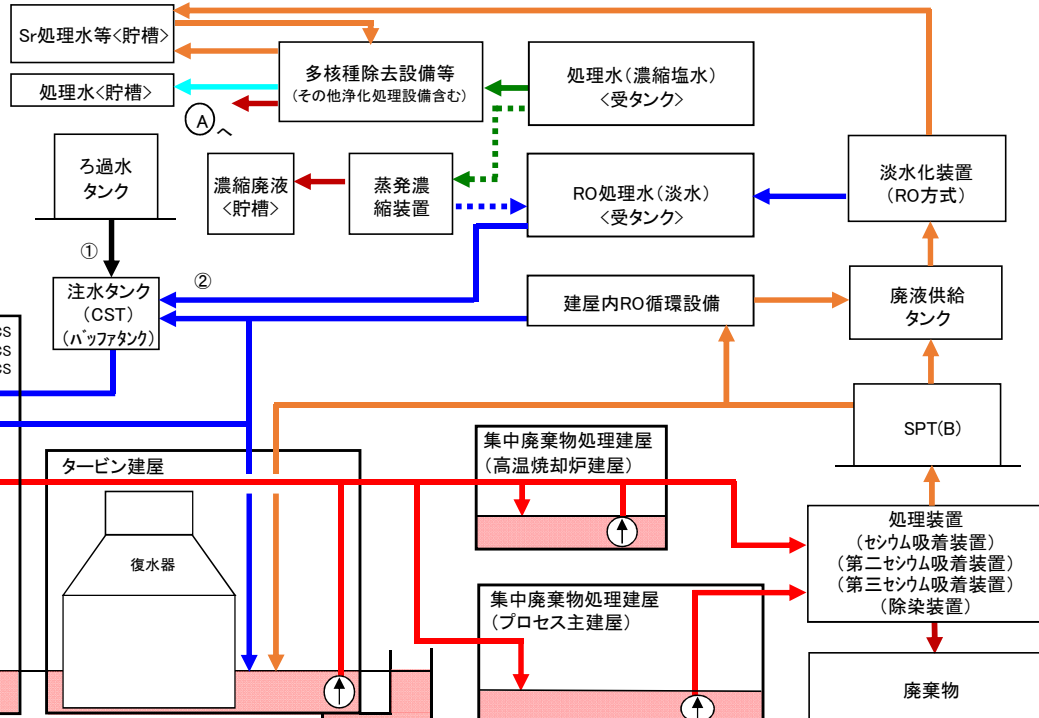 Sr処理水等<貯槽>
処理水<貯槽>
多核種除去設備等
(その他浄化処理設備含む)
処理水(濃縮塩水)
<受タンク>
A
へ
ろ過水
タンク
濃縮廃液
<貯槽>
蒸発濃
縮装置
RO処理水(淡水)
<受タンク>
淡水化装置
(RO方式)
①
②
注水タンク
(CST)
(バッファタンク)
建屋内RO循環設備
廃液供給
タンク
CS
CS
CS
SPT(B)
タービン建屋
復水器
集中廃棄物処理建屋
(高温焼却炉建屋)
集中廃棄物処理建屋
(プロセス主建屋)
処理装置
(セシウム吸着装置)
(第二セシウム吸着装置)
(第三セシウム吸着装置)
(除染装置)
廃棄物